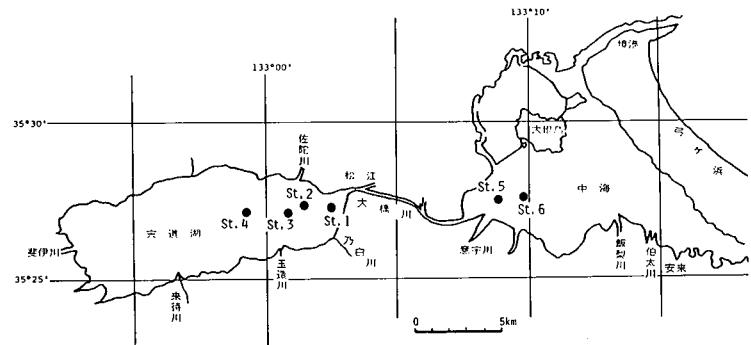 133°10′
133°00′
境港
35°30′
佐陀川
大根島
弓ヶ浜
松江
St.2
St.5
中海
大橋川
St.6
St.4
St.3
St.1
宍道湖
乃白川
意宇川
飯梨川
伯太川
安来
斐伊川
玉造川
35°25′
来待川
0
5km